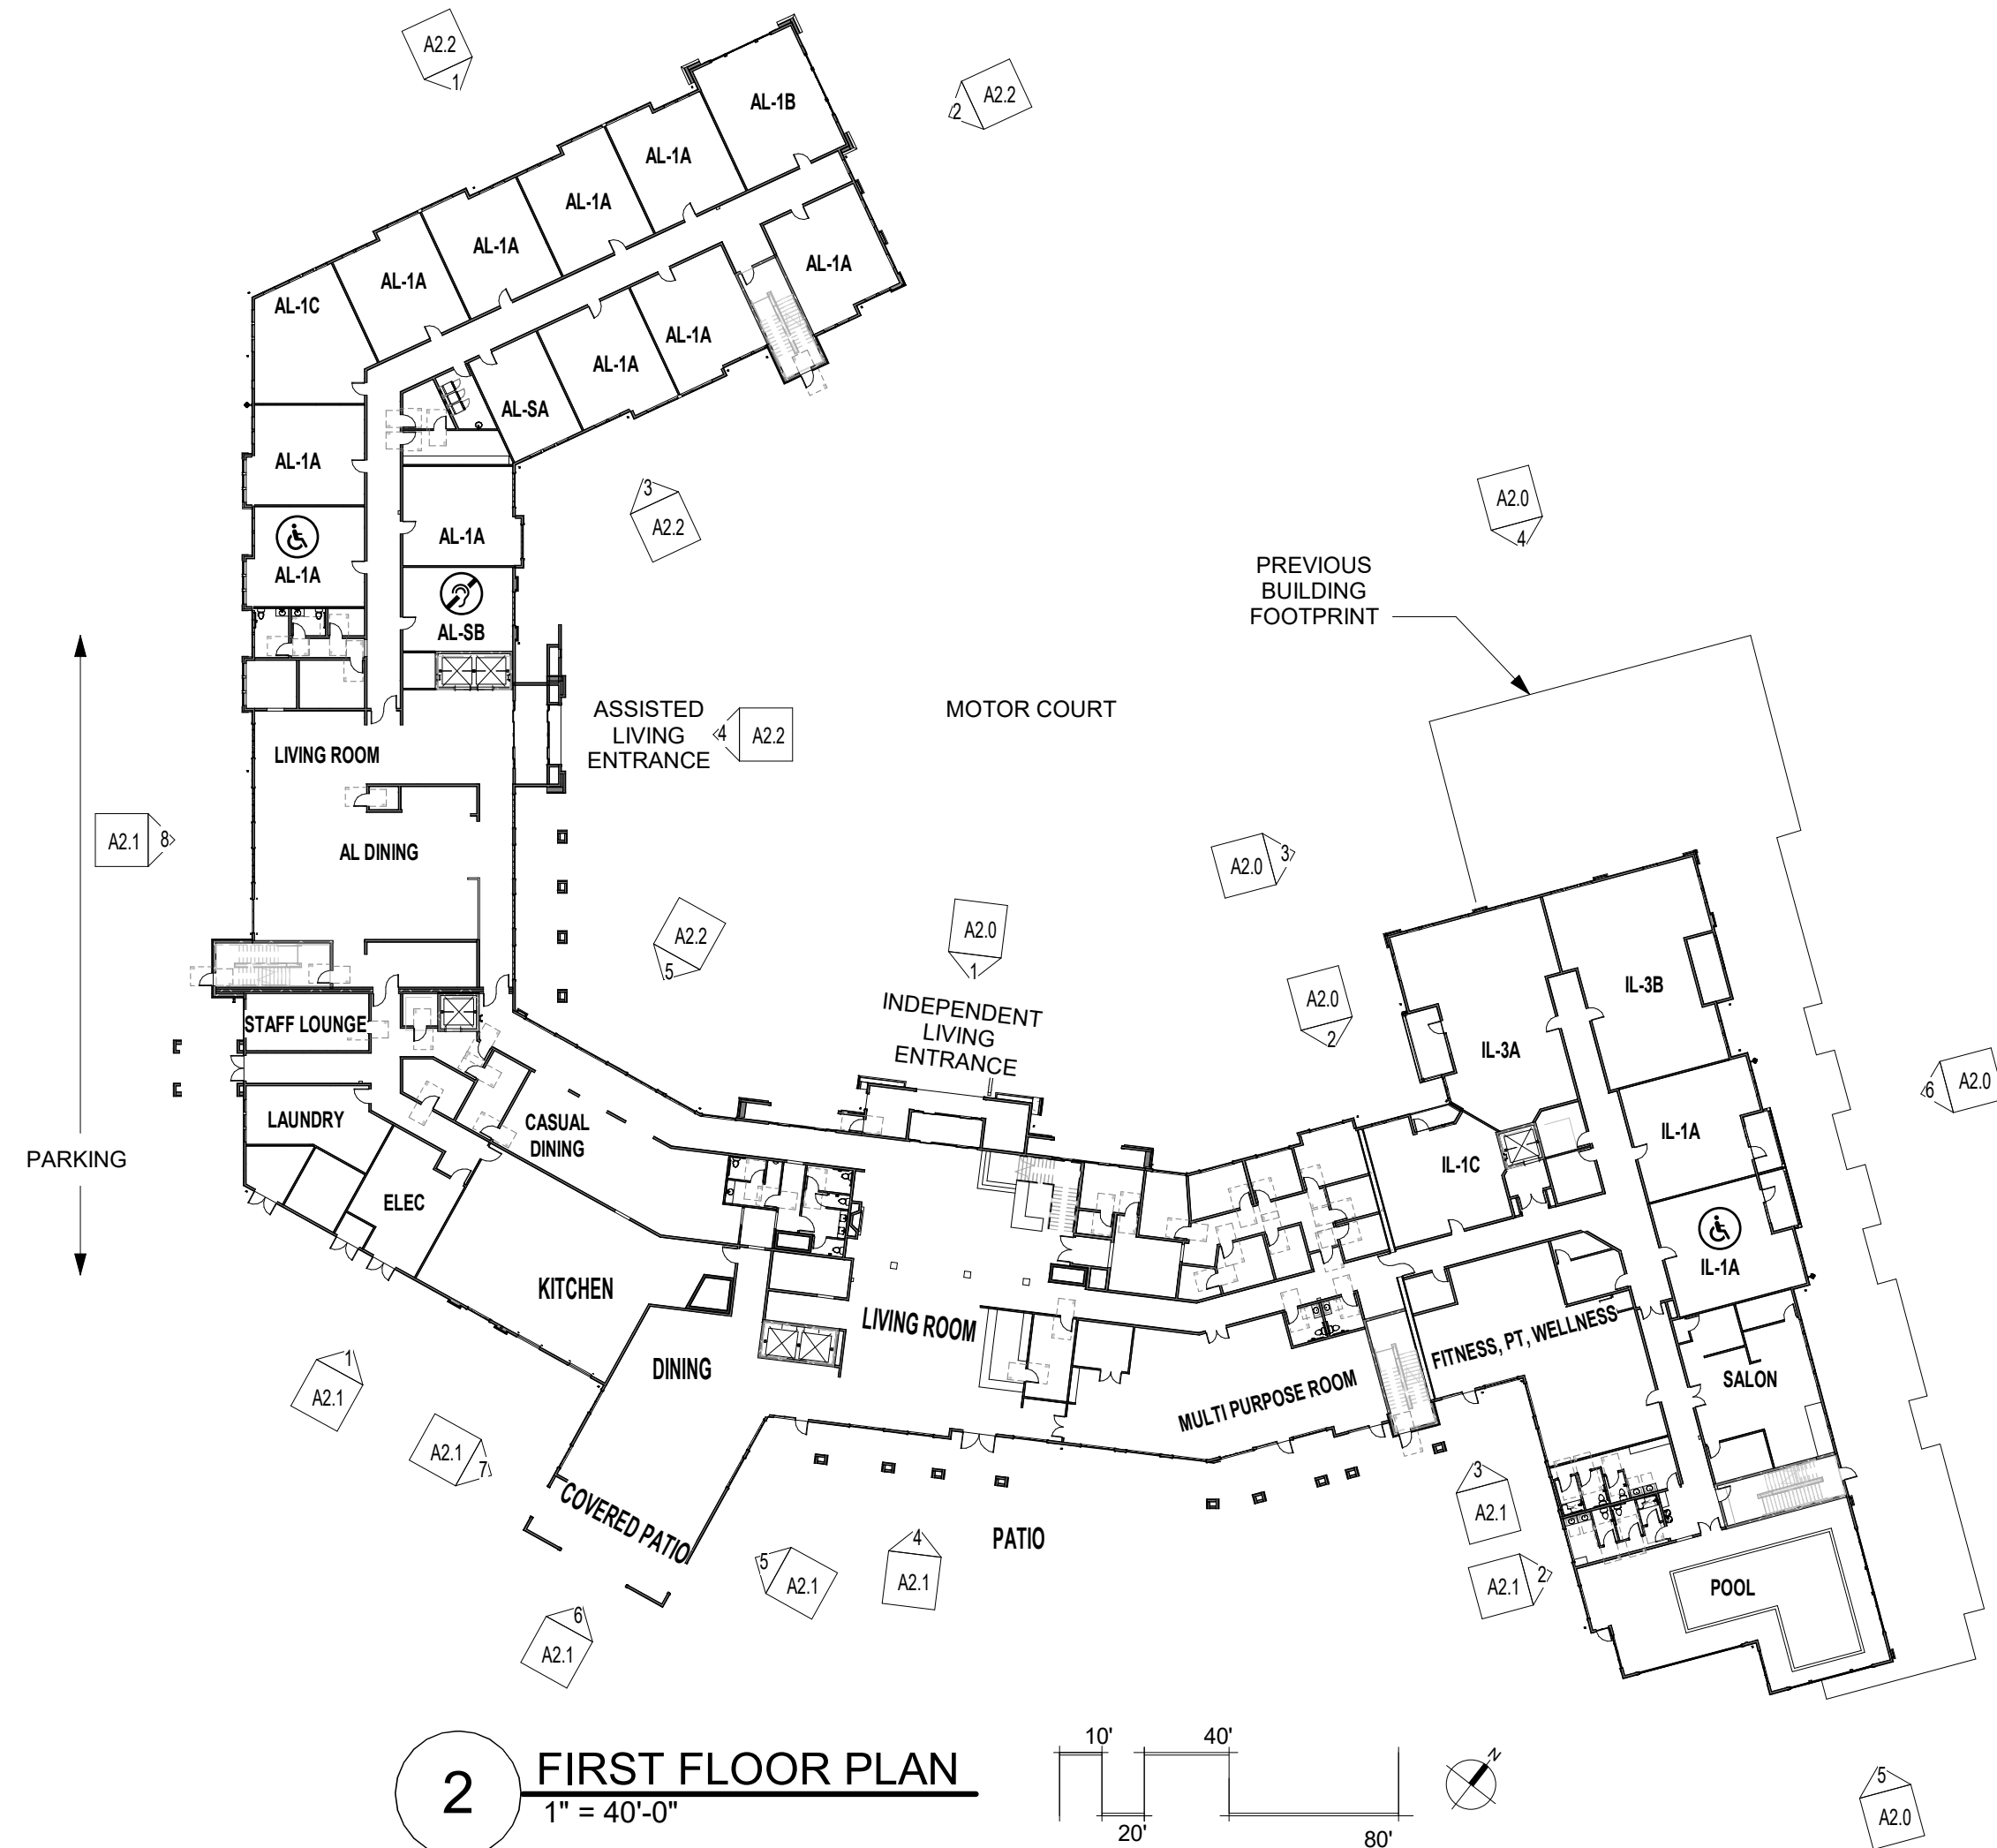 A2.2
1
A2.2
2
AL-1B
AL-1A
AL-1A
AL-1A
AL-1A
AL-1C
AL-1A
AL-1A
AL-1A
AL-SA
AL-1A
AL-1A
AL-1A
AL-SB
3
A2.2
A2.0
4
PREVIOUS
BUILDING
FOOTPRINT
ASSISTED
LIVING
ENTRANCE
4
A2.2
MOTOR COURT
LIVING ROOM
A2.1
8
AL DINING
A2.0
3
A2.2
5
A2.0
1
A2.0
2
INDEPENDENT
LIVING
ENTRANCE
IL-3B
IL-3A
STAFF LOUNGE
6
A2.0
LAUNDRY
CASUAL
DINING
IL-1A
IL-1C
PARKING
ELEC
IL-1A
KITCHEN
LIVING ROOM
FITNESS, PT, WELLNESS
DINING
SALON
MULTI PURPOSE ROOM
1
A2.1
A2.1
7
3
A2.1
COVERED PATIO
PATIO
4
A2.1
5
A2.1
A2.1
2
POOL
6
A2.1
2
FIRST FLOOR PLAN
1" = 40'-0"
10'
40'
20'
80'
N
5
A2.0